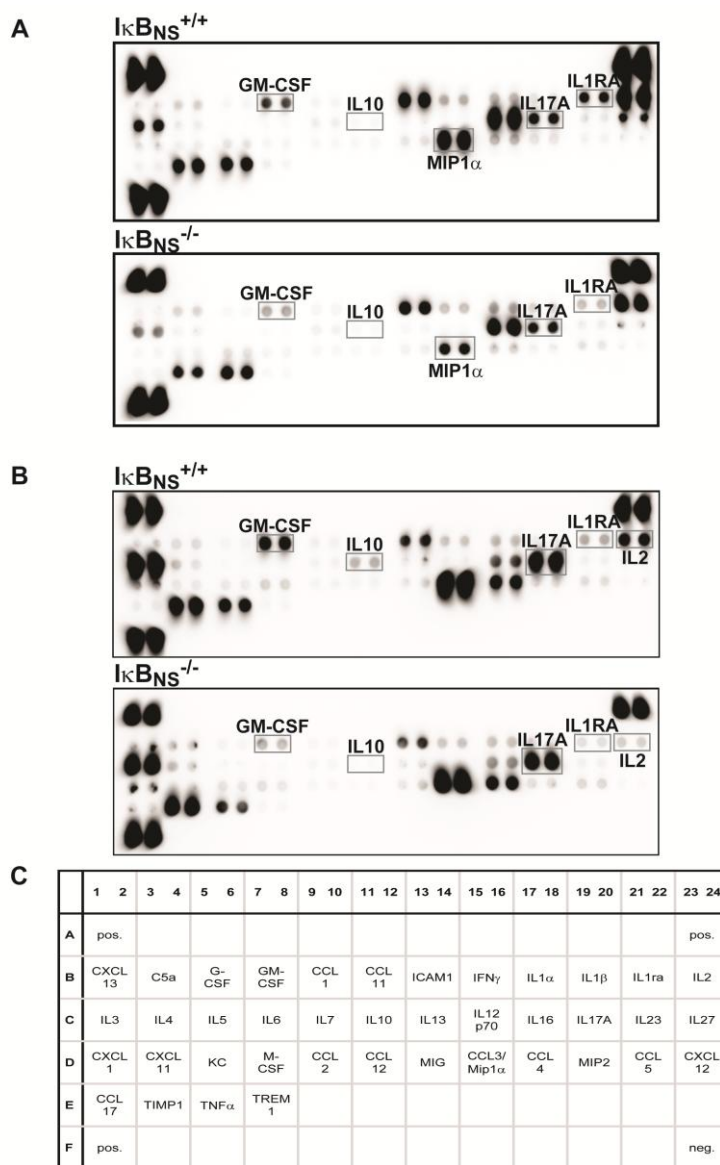 A
IκBNS+/+
GM-CSF
IL10
IL17A
IL1RA
MIP1α
IκBNS-/-
GM-CSF
IL10
IL17A
IL1RA
MIP1α
B
IκBNS+/+
GM-CSF
IL10
IL17A
IL1RA
IL2
IκBNS-/-
GM-CSF
IL10
IL17A
IL1RA
IL2
C
1 2 3 4 5 6 7 8 9 10 11 12 13 14 15 16 17 18 19 20 21 22 23 24
A pos. pos.
B CXCL 13 C5a G-CSF GM-CSF CCL 1 CCL 11 ICAM1 IFNγ IL1α IL1β IL1ra IL2
C IL3 IL4 IL5 IL6 IL7 IL10 IL13 IL12 p70 IL16 IL17A IL23 IL27
D CXCL 1 CXCL 11 KC M-CSF CCL 2 CCL 12 MIG CCL3/Mip1α CCL 4 MIP2 CCL 5 CXCL 12
E CCL 17 TIMP1 TNFα TREM 1
F pos. neg.